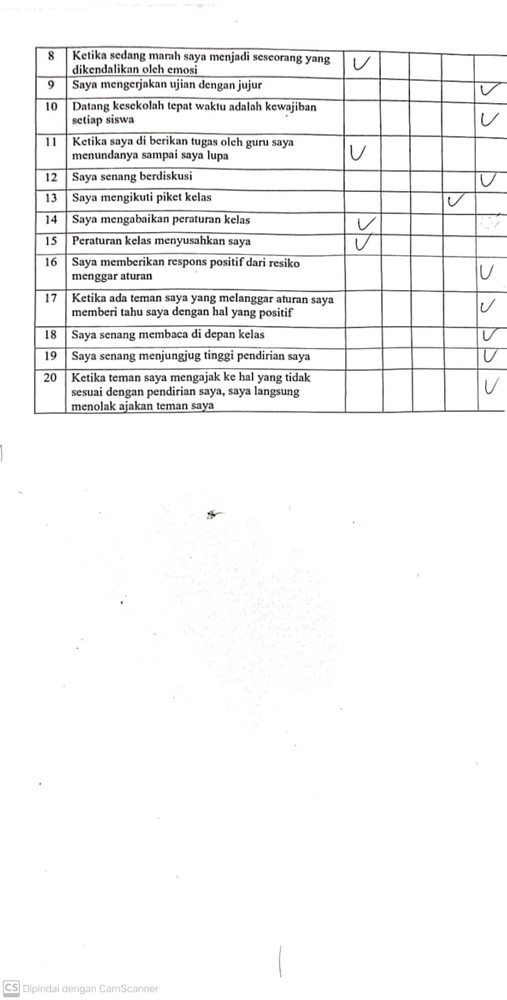 8 Ketika sedang marah saya menjadi seseorang yang
dikendalikan oleh emosi
9 Saya mengerjakan ujian dengan jujur
10 Datang kesekolah tepat waktu adalah kewajiban
setiap siswa
11 Ketika saya di berikan tugas oleh guru saya
menundanya sampai saya lupa
12 Saya senang berdiskusi
13 Saya mengikuti piket kelas
14 Saya mengabaikan peraturan kelas
15 Peraturan kelas menyusahkan saya
16 Saya memberikan respons positif dari resiko
menggar aturan
17 Ketika ada teman saya yang melanggar aturan saya
memberi tahu saya dengan hal yang positif
18 Saya senang membaca di depan kelas
19 Saya senang menjungjug tinggi pendirian saya
20 Ketika teman saya mengajak ke hal yang tidak
sesuai dengan pendirian saya, saya langsung
menolak ajakan teman saya
CS Dipindai dengan CamScanner